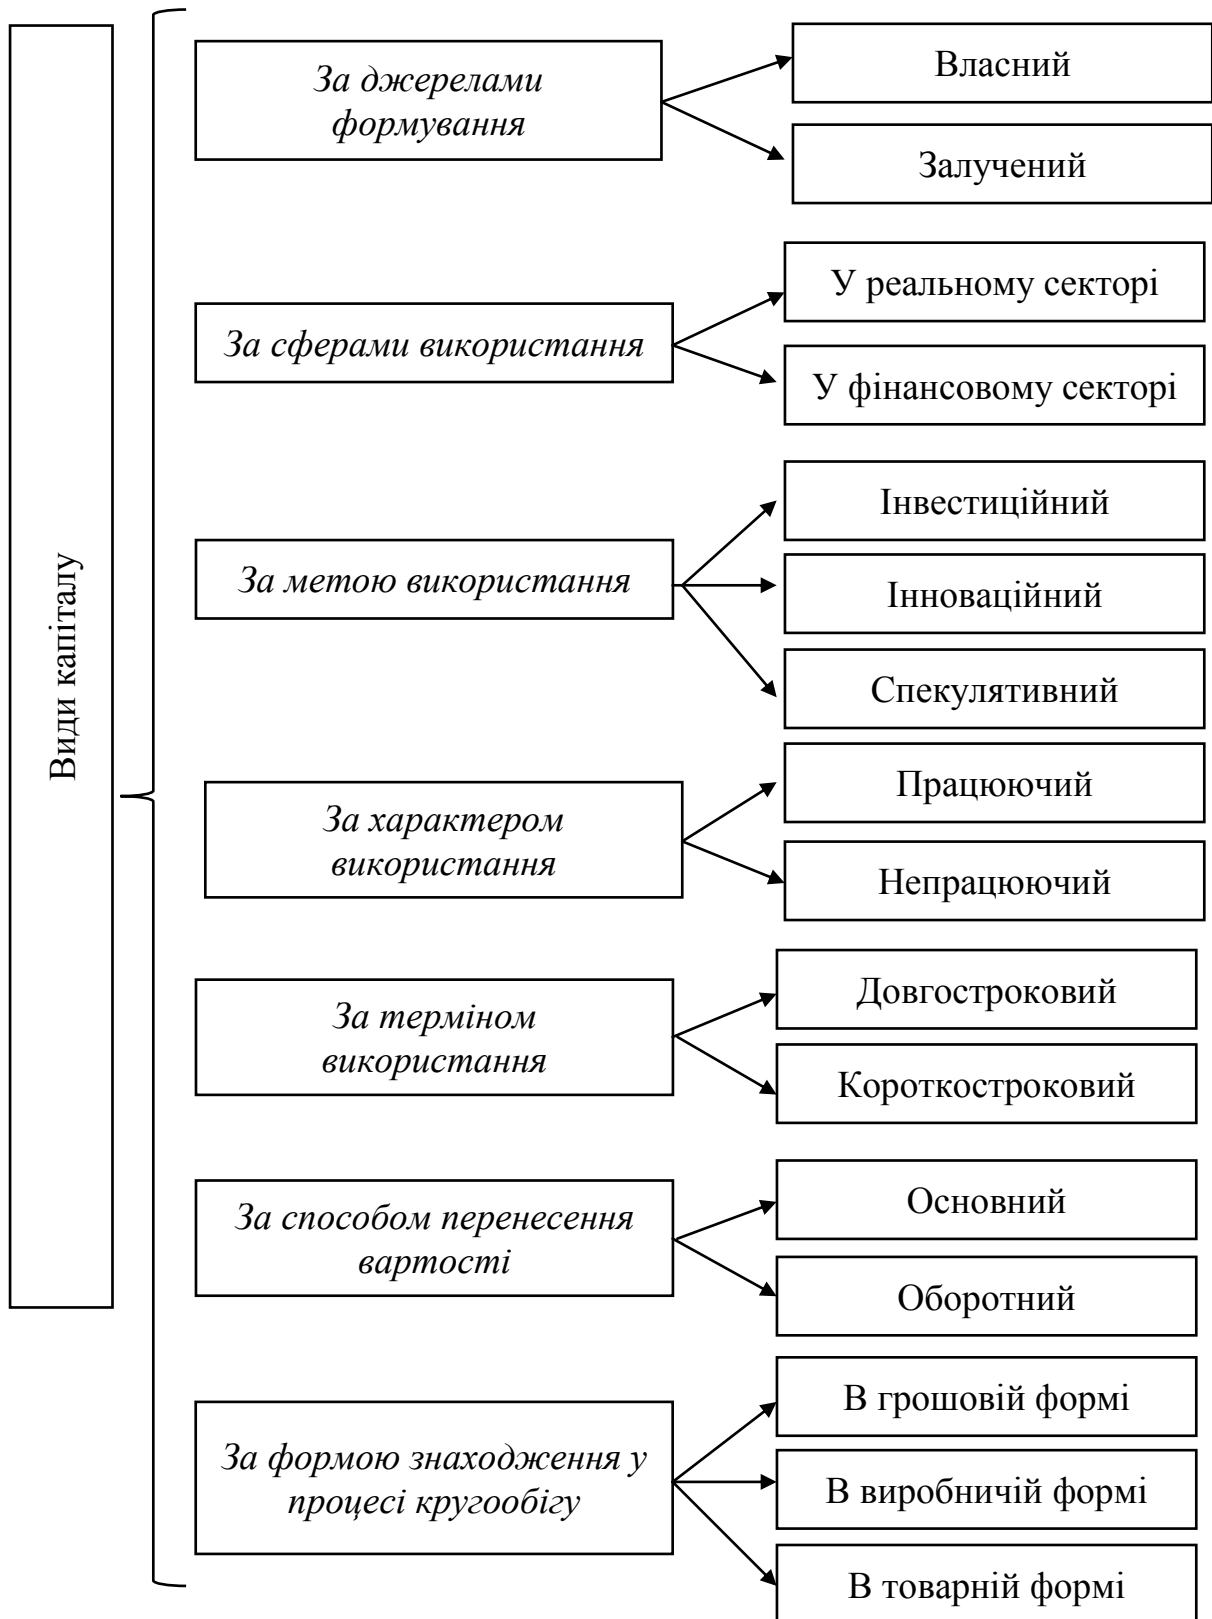 Види капіталу
За джерелами
формування
Власний
Залучений
За сферами використання
У реальному секторі
У фінансовому секторі
За метою використання
Інвестиційний
Інноваційний
Спекулятивний
За характером
використання
Працюючий
Непрацюючий
За терміном
використання
Довгостроковий
Короткостроковий
За способом перенесення
вартості
Основний
Оборотний
За формою знаходження у
процесі кругообігу
В грошовій формі
В виробничій формі
В товарній формі